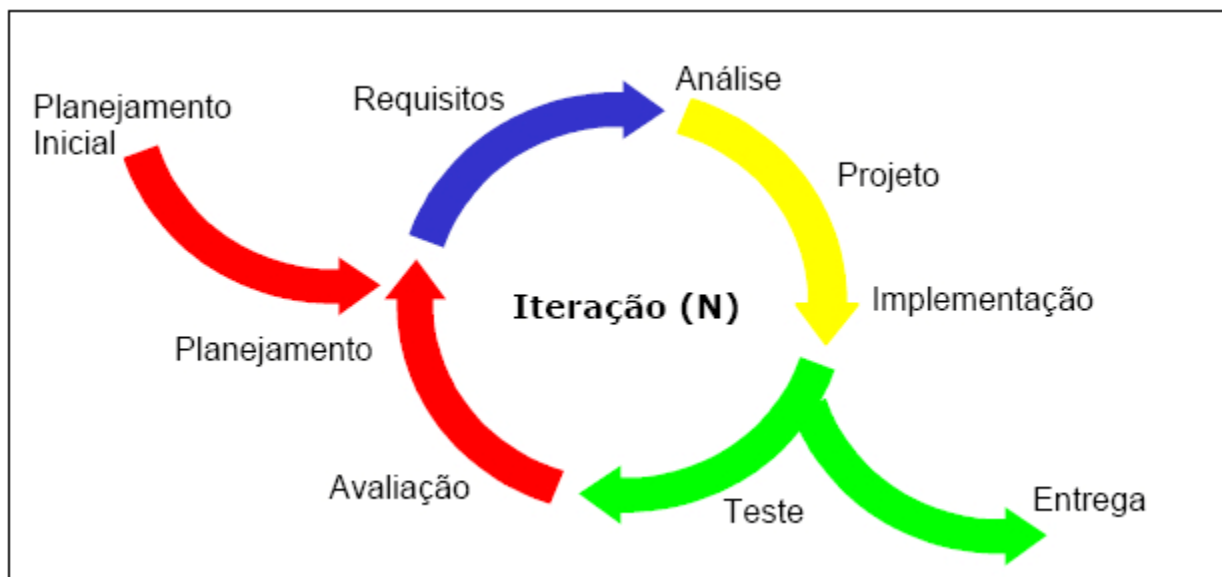 Planejamento
Inicial
Requisitos
Análise
Projeto
Implementação
Iteração (N)
Planejamento
Avaliação
Teste
Entrega